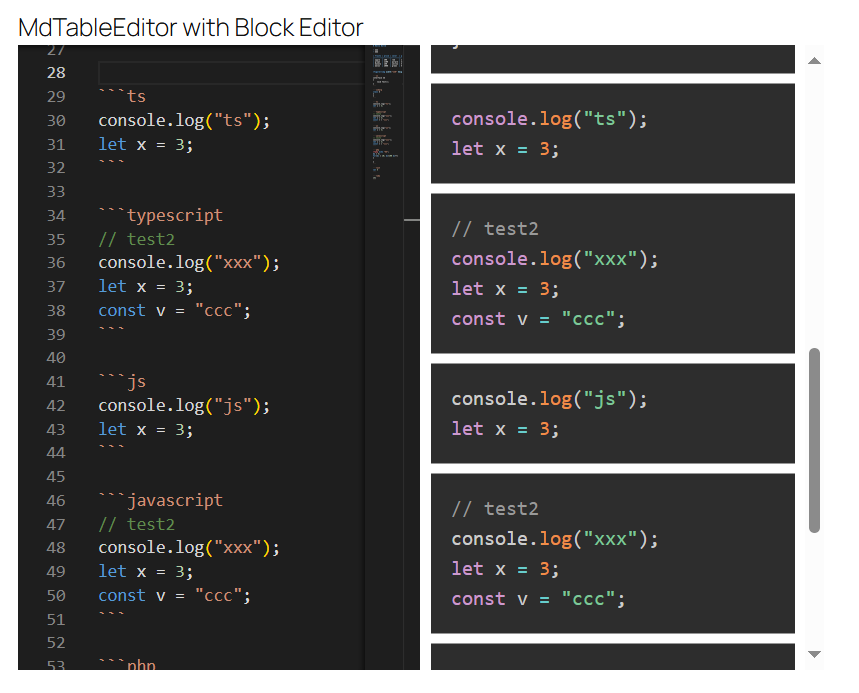 MdTableEditor with Block Editor
27
28
29 ```ts
30 console.log("ts");
31 let x = 3;
32 ```
33
34 ```typescript
35 // test2
36 console.log("xxx");
37 let x = 3;
38 const v = "ccc";
39 ```
40
41 ```js
42 console.log("js");
43 let x = 3;
44 ```
45
46 ```javascript
47 // test2
48 console.log("xxx");
49 let x = 3;
50 const v = "ccc";
51 ```
52
53 ```php
console.log("ts");
let x = 3;
// test2
console.log("xxx");
let x = 3;
const v = "ccc";
console.log("js");
let x = 3;
// test2
console.log("xxx");
let x = 3;
const v = "ccc";